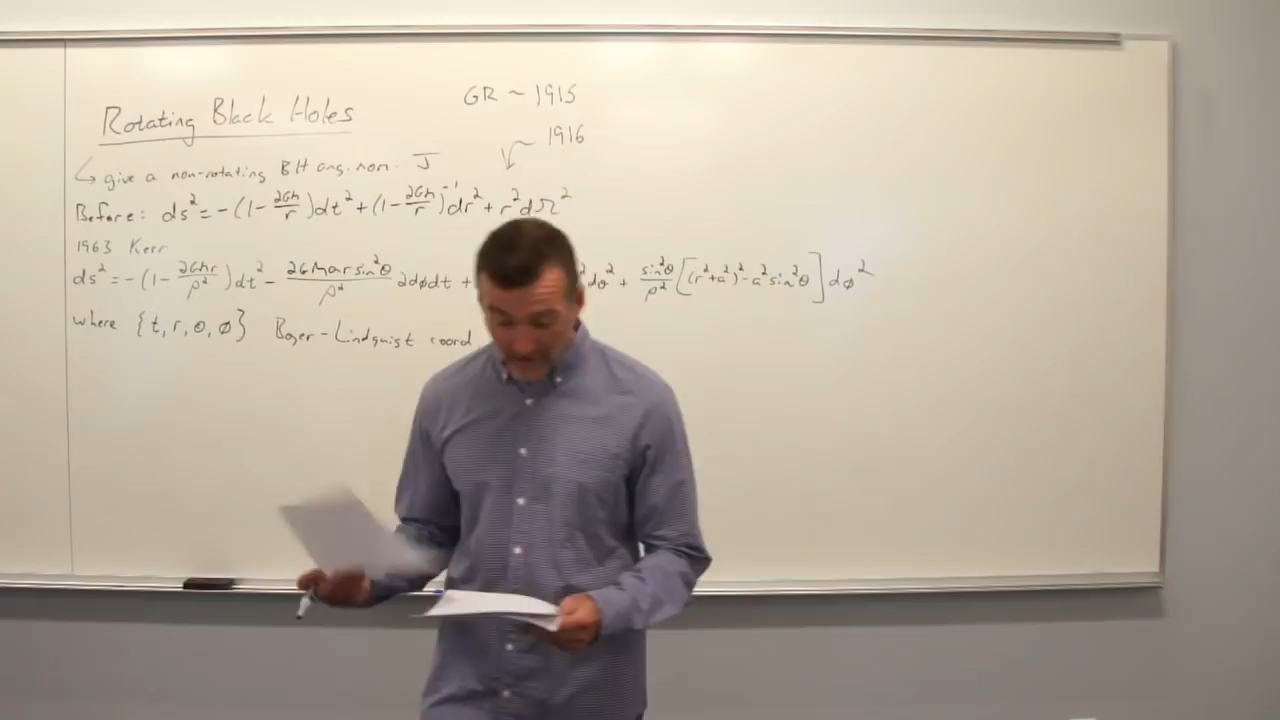 Rotating Black Holes
GR ~ 1915
1916
↳ give a non-rotating BH ang. mom. J
Before: ds² = -(1 - 2GM/r)dt² + (1 - 2GM/r)⁻¹dr² + r²dΩ²
1963 Kerr
ds² = -(1 - 2GMr/ρ²)dt² - 2GMar sin²θ/ρ² 2dϕdt + dθ² + sin²θ/ρ² [(r²+a²)² - a² sin²θ]dϕ²
where {t, r, θ, ϕ} Boyer-Lindquist coord